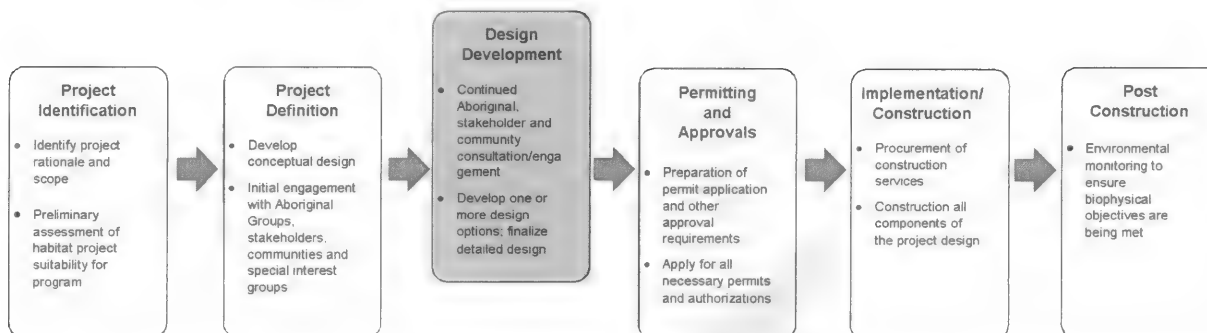 Project
Identification
Identify project
rationale and
scope
Preliminary
assessment of
habitat project
suitability for
program
Project
Definition
Develop
conceptual design
Initial engagement
with Aboriginal
Groups,
stakeholders,
communities and
special interest
groups
Design
Development
Continued
Aboriginal,
stakeholder and
community
consultation/enga
gement
Develop one or
more design
options; finalize
detailed design
Permitting
and
Approvals
Preparation of
permit application
and other
approval
requirements
Apply for all
necessary permits
and authorizations
Implementation/
Construction
Procurement of
construction
services
Construction all
components of
the project design
Post
Construction
Environmental
monitoring to
ensure
biophysical
objectives are
being met